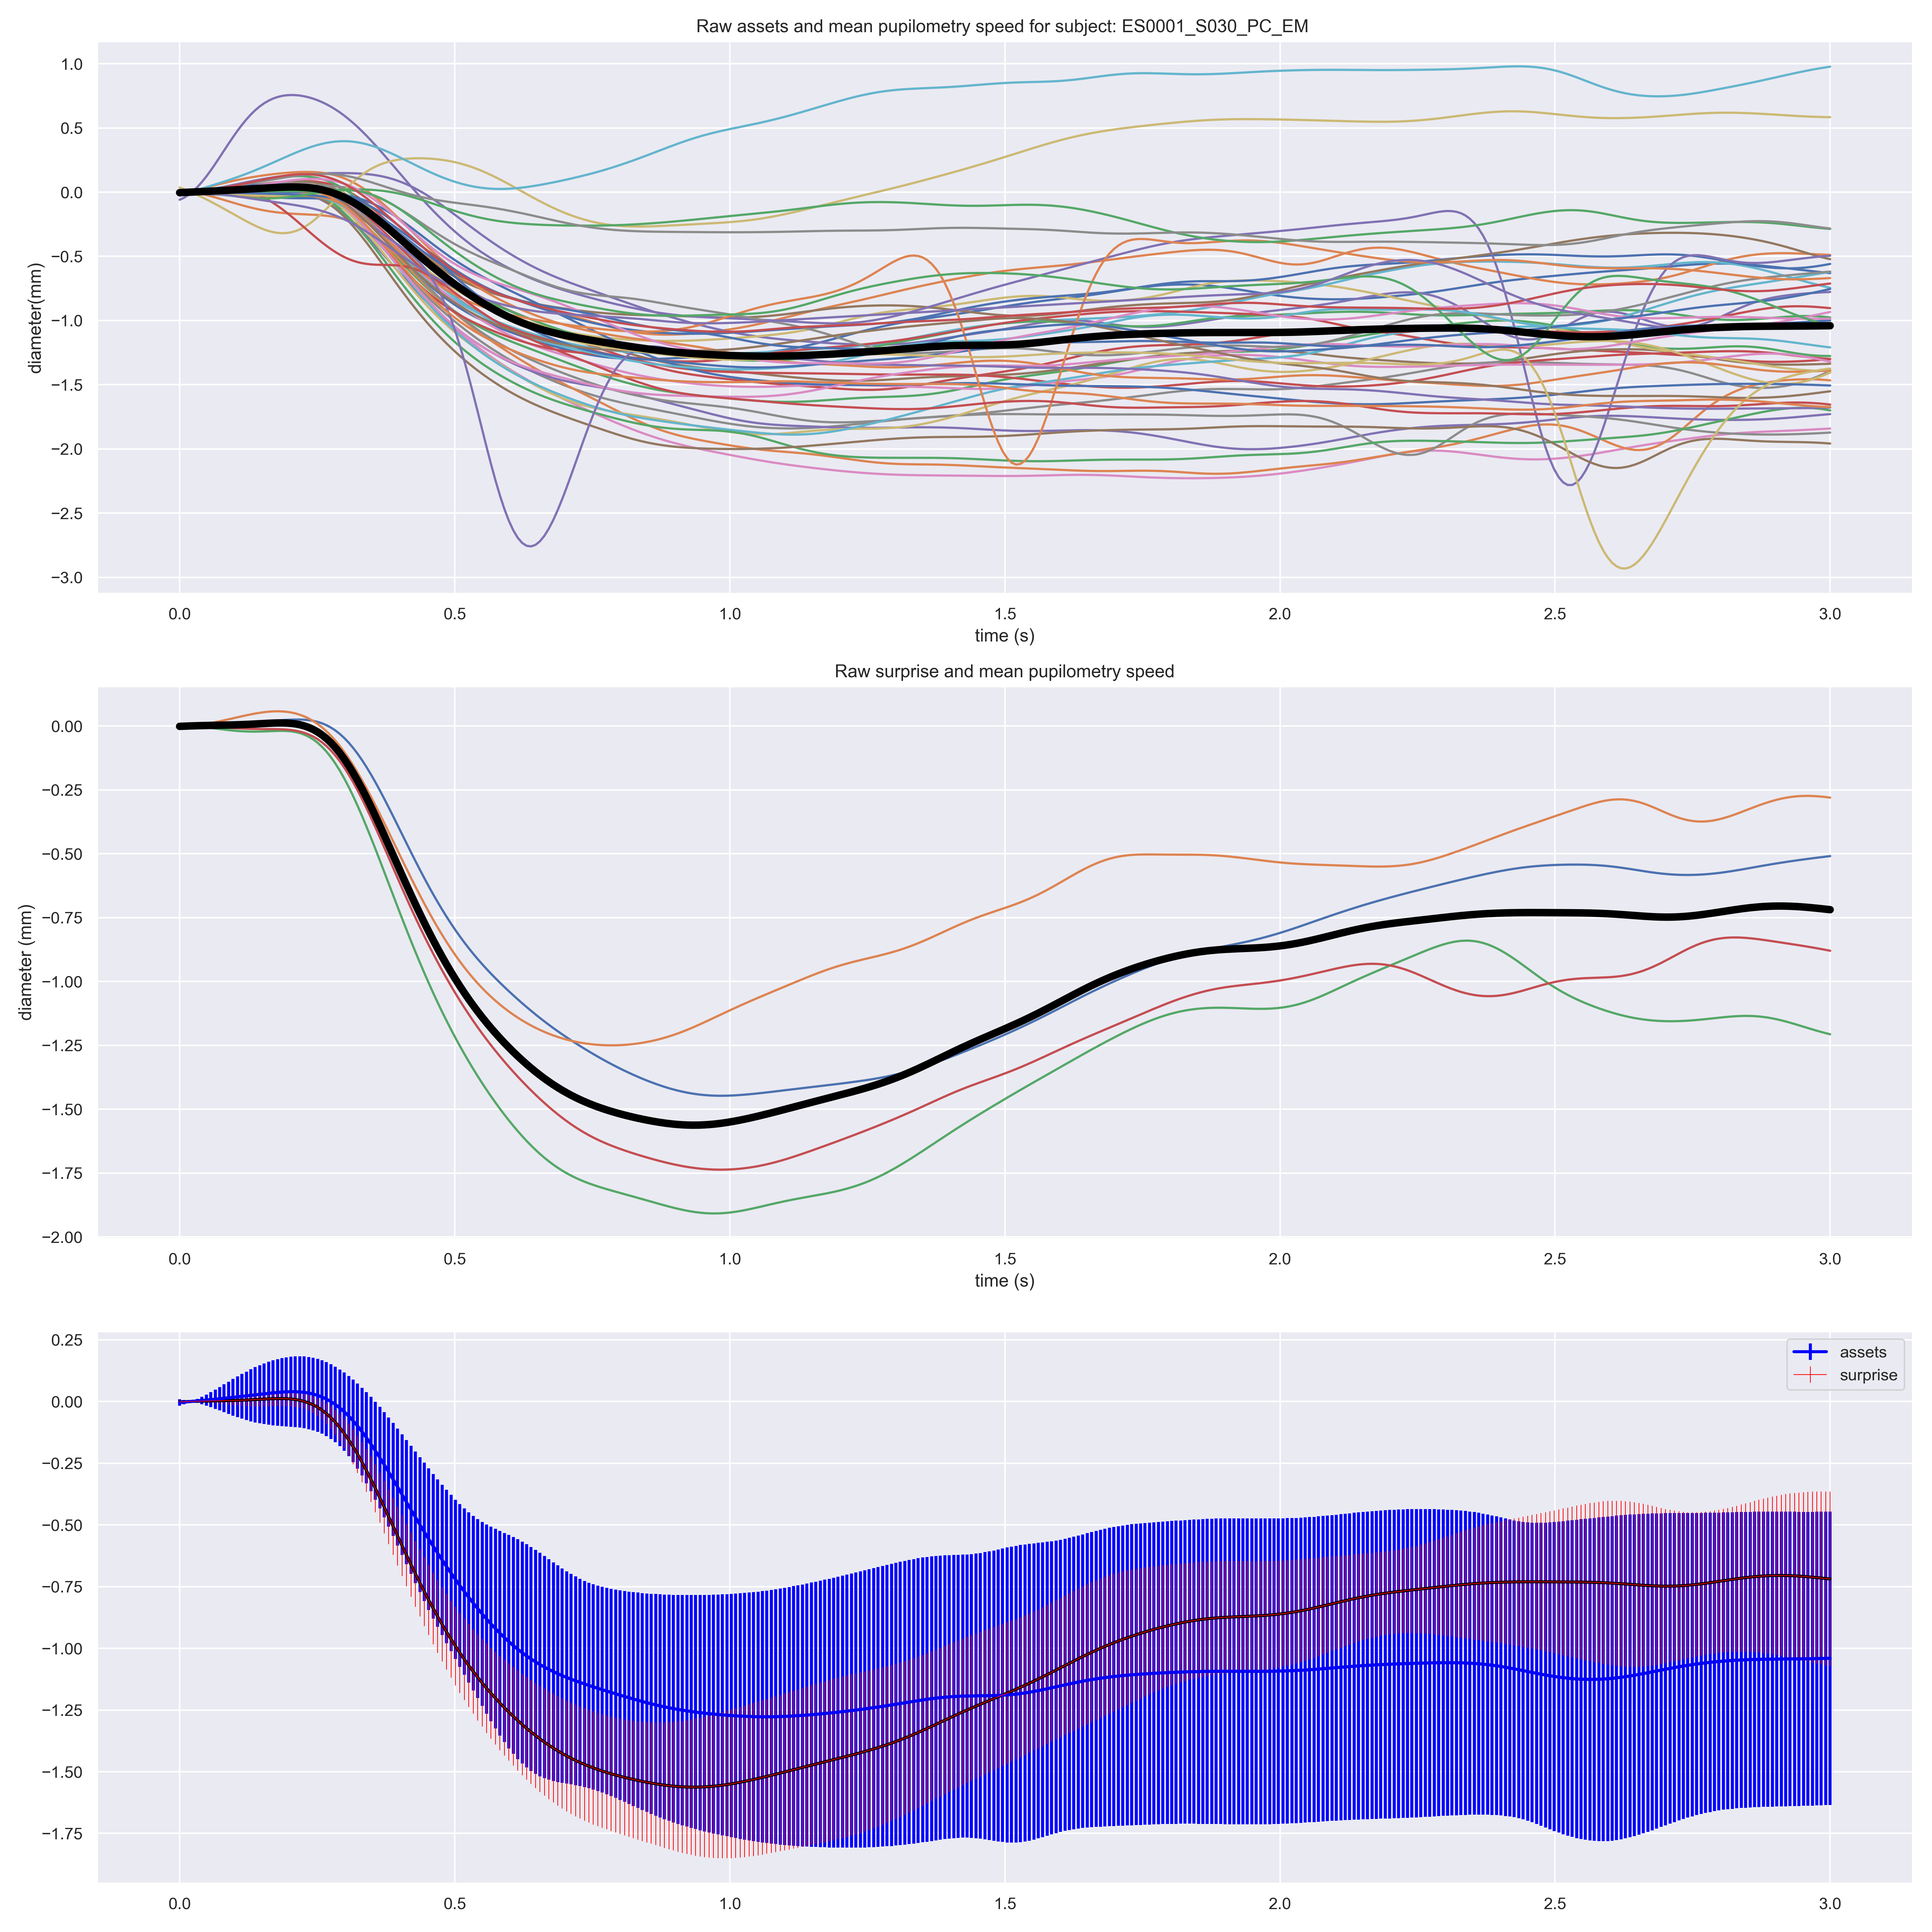 Raw assets and mean pupilometry speed for subject: ES0001_S030_PC_EM
1.0
0.5
0.0
−0.5
−1.0
−1.5
−2.0
−2.5
−3.0
diameter(mm)
0.0 0.5 1.0 1.5 2.0 2.5 3.0
time (s)
Raw surprise and mean pupilometry speed
0.00
−0.25
−0.50
−0.75
−1.00
−1.25
−1.50
−1.75
−2.00
diameter (mm)
0.0 0.5 1.0 1.5 2.0 2.5 3.0
time (s)
0.25
0.00
−0.25
−0.50
−0.75
−1.00
−1.25
−1.50
−1.75
assets
surprise
0.0 0.5 1.0 1.5 2.0 2.5 3.0